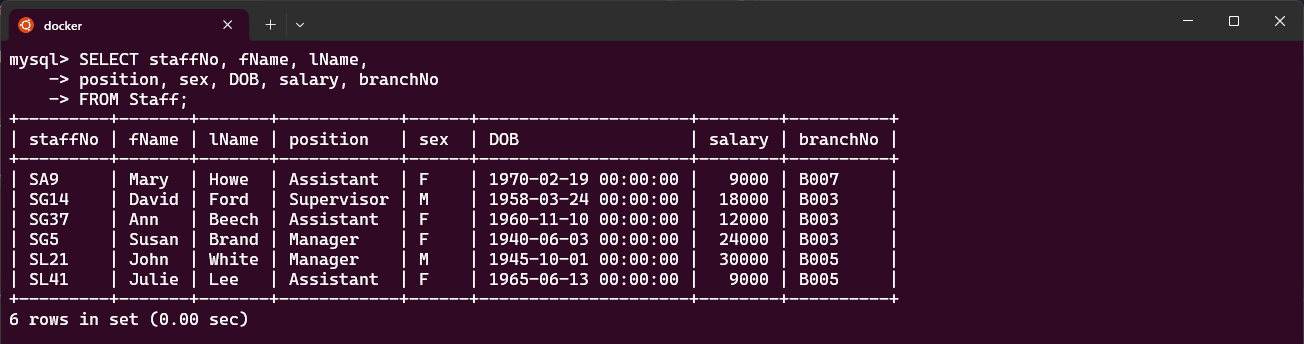 docker
mysql> SELECT staffNo, fName, lName,
    -> position, sex, DOB, salary, branchNo
    -> FROM Staff;
+---------+-------+-------+------------+------+---------------------+--------+----------+
| staffNo | fName | lName | position   | sex  | DOB                 | salary | branchNo |
+---------+-------+-------+------------+------+---------------------+--------+----------+
| SA9     | Mary  | Howe  | Assistant  | F    | 1970-02-19 00:00:00 |   9000 | B007     |
| SG14    | David | Ford  | Supervisor | M    | 1958-03-24 00:00:00 |  18000 | B003     |
| SG37    | Ann   | Beech | Assistant  | F    | 1960-11-10 00:00:00 |  12000 | B003     |
| SG5     | Susan | Brand | Manager    | F    | 1940-06-03 00:00:00 |  24000 | B003     |
| SL21    | John  | White | Manager    | M    | 1945-10-01 00:00:00 |  30000 | B005     |
| SL41    | Julie | Lee   | Assistant  | F    | 1965-06-13 00:00:00 |   9000 | B005     |
+---------+-------+-------+------------+------+---------------------+--------+----------+
6 rows in set (0.00 sec)